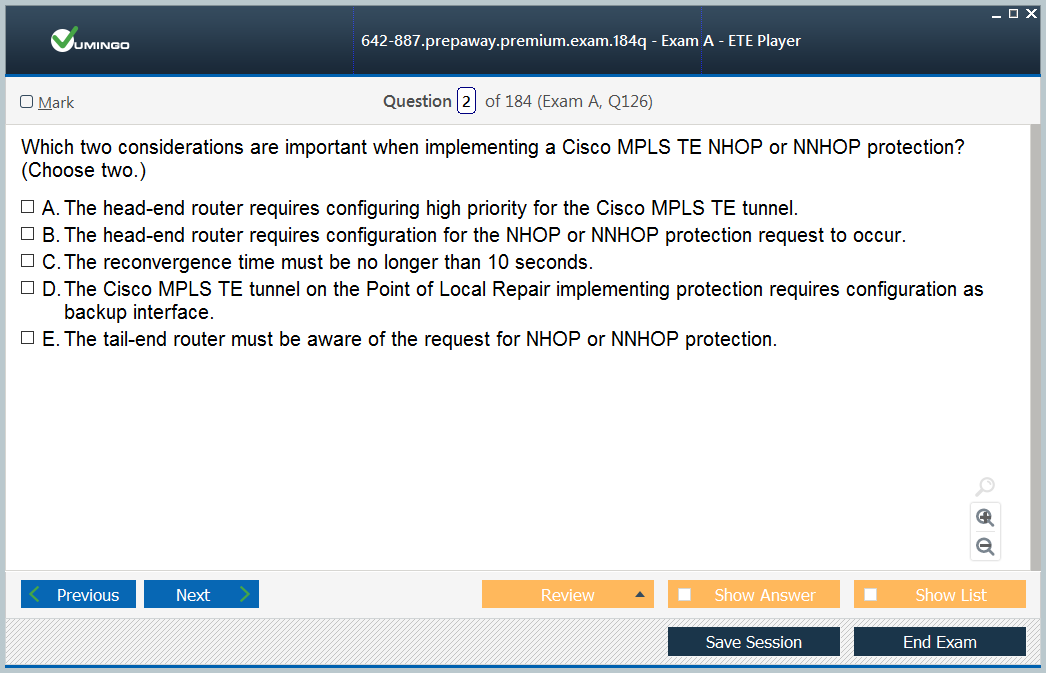 VUMINGO
642-887.prepaway.premium.exam.184q - Exam A - ETE Player
Mark
Question 2 of 184 (Exam A, Q126)
Which two considerations are important when implementing a Cisco MPLS TE NHOP or NNHOP protection?
(Choose two.)
A. The head-end router requires configuring high priority for the Cisco MPLS TE tunnel.
B. The head-end router requires configuration for the NHOP or NNHOP protection request to occur.
C. The reconvergence time must be no longer than 10 seconds.
D. The Cisco MPLS TE tunnel on the Point of Local Repair implementing protection requires configuration as
backup interface.
E. The tail-end router must be aware of the request for NHOP or NNHOP protection.
Previous
Next
Review
Show Answer
Show List
Save Session
End Exam